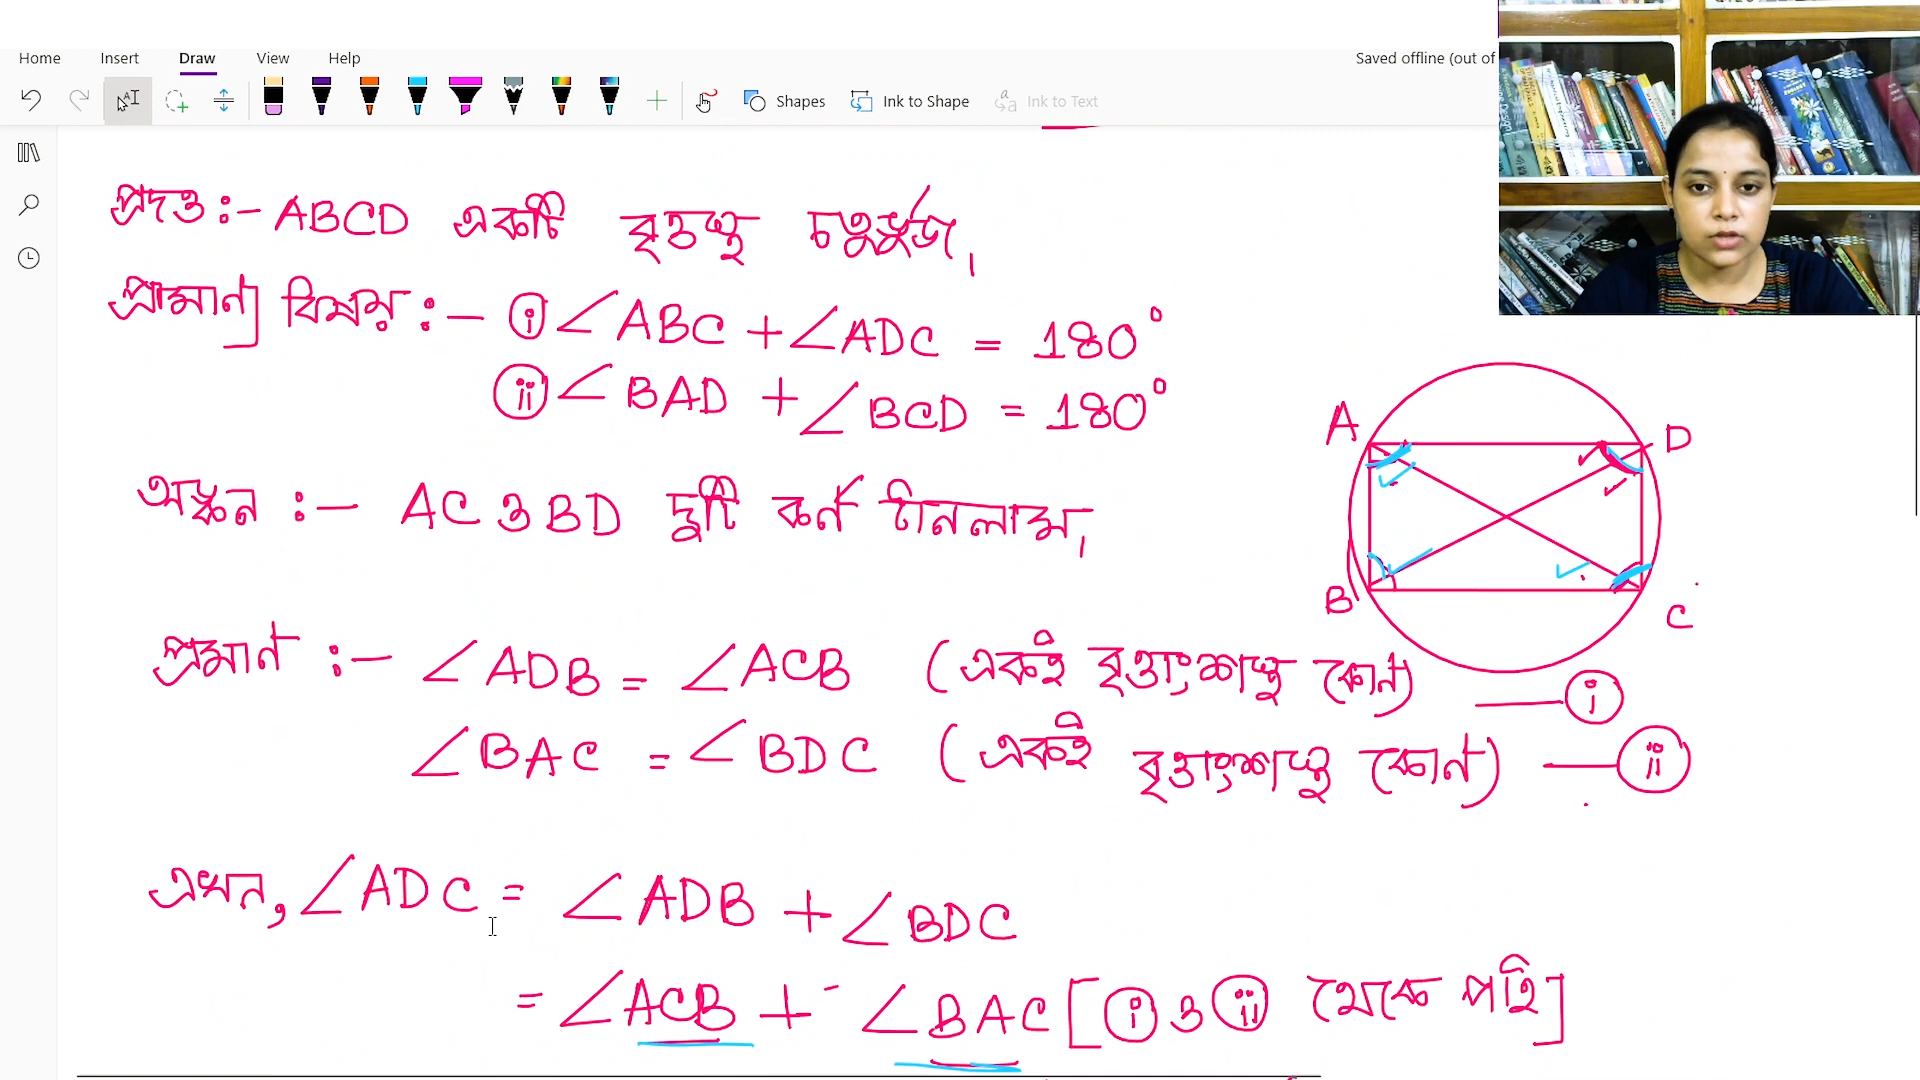 Home Insert Draw View Help Saved offline (out of
Shapes Ink to Shape Ink to Text
প্রদত্ত :- ABCD একটি বৃত্তস্থ চতুর্ভুজ।
প্রামাণ্য বিষয় :- (i) ∠ABC + ∠ADC = 180°
(ii) ∠BAD + ∠BCD = 180°
অঙ্কন :- AC ও BD দুটি কর্ণ টানলাম।
A D
B C
প্রমাণ :- ∠ADB = ∠ACB (একই বৃত্তাংশস্থ কোণ) — (i)
∠BAC = ∠BDC (একই বৃত্তাংশস্থ কোণ) — (ii)
এখন, ∠ADC = ∠ADB + ∠BDC
= ∠ACB + ∠BAC [(i) ও (ii) থেকে পাই]